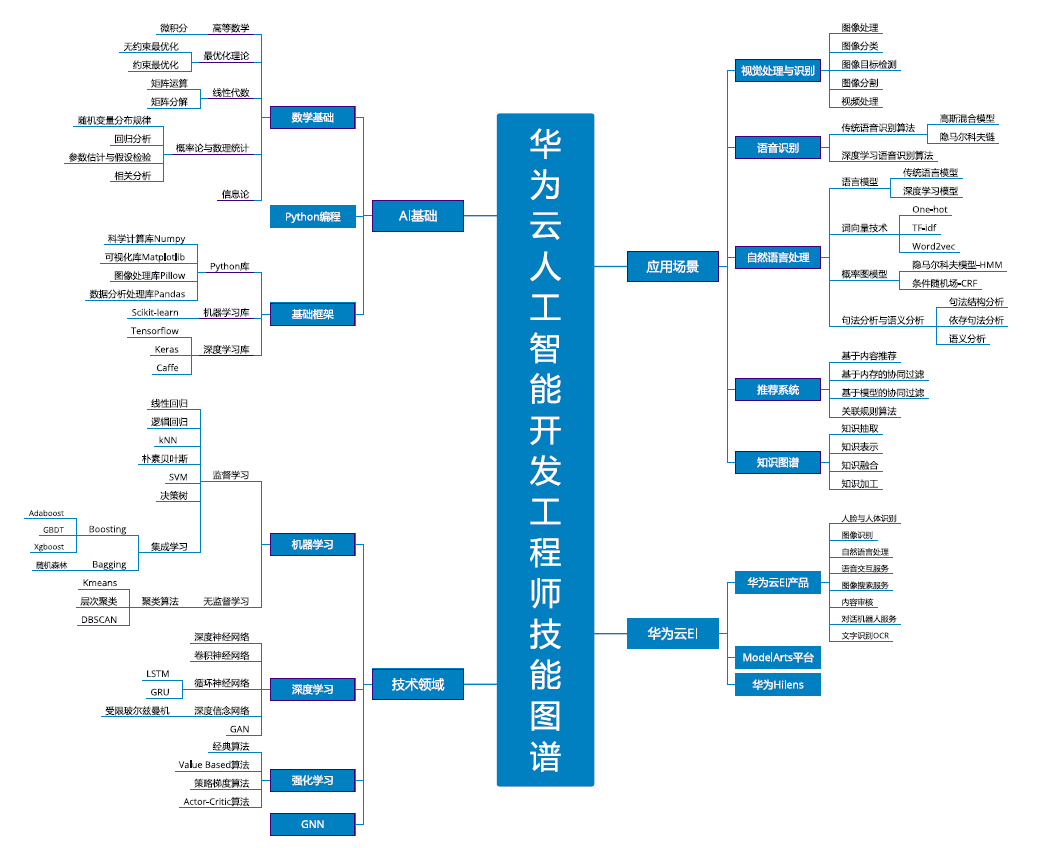 华为云人工智能开发工程师技能图谱
AI基础
数学基础
高等数学
微积分
最优化理论
无约束最优化
约束最优化
线性代数
矩阵运算
矩阵分解
概率论与数理统计
随机变量分布规律
回归分析
参数估计与假设检验
相关分析
信息论
Python编程
基础框架
Python库
科学计算库Numpy
可视化库Matplotlib
图像处理库Pillow
数据分析处理库Pandas
机器学习库
Scikit-learn
深度学习库
Tensorflow
Keras
Caffe
技术领域
机器学习
监督学习
线性回归
逻辑回归
kNN
朴素贝叶斯
SVM
决策树
集成学习
Boosting
Adaboost
GBDT
Xgboost
Bagging
随机森林
无监督学习
聚类算法
Kmeans
层次聚类
DBSCAN
深度学习
深度神经网络
卷积神经网络
循环神经网络
LSTM
GRU
深度信念网络
受限玻尔兹曼机
GAN
强化学习
经典算法
Value Based算法
策略梯度算法
Actor-Critic算法
GNN
应用场景
视觉处理与识别
图像处理
图像分类
图像目标检测
图像分割
视频处理
语音识别
传统语音识别算法
高斯混合模型
隐马尔科夫链
深度学习语音识别算法
自然语言处理
语言模型
传统语言模型
深度学习模型
词向量技术
One-hot
TF-idf
Word2vec
概率图模型
隐马尔科夫模型-HMM
条件随机场-CRF
句法分析与语义分析
句法结构分析
依存句法分析
语义分析
推荐系统
基于内容推荐
基于内存的协同过滤
基于模型的协同过滤
关联规则算法
知识图谱
知识抽取
知识表示
知识融合
知识加工
华为云EI
华为云EI产品
人脸与人体识别
图像识别
自然语言处理
语音交互服务
图像搜索服务
内容审核
对话机器人服务
文字识别OCR
ModelArts平台
华为Hilens